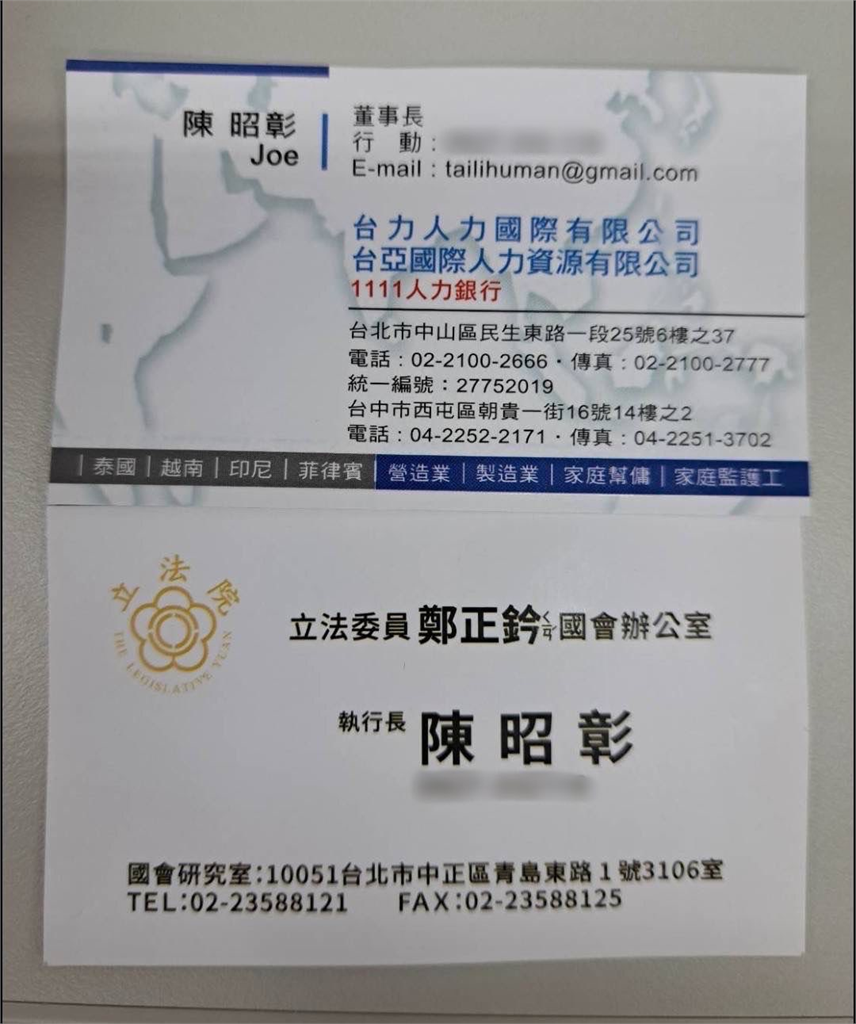 陳 昭彰
Joe
董事長
行 動：
E-mail：tailihuman@gmail.com
台力人力國際有限公司
台亞國際人力資源有限公司
1111人力銀行
台北市中山區民生東路一段25號6樓之37
電話：02-2100-2666・傳真：02-2100-2777
統一編號：27752019
台中市西屯區朝貴一街16號14樓之2
電話：04-2252-2171・傳真：04-2251-3702
｜泰國｜越南｜印尼｜菲律賓｜營造業｜製造業｜家庭幫傭｜家庭監護工
立法院
THE LEGISLATIVE YUAN
立法委員鄭正鈐ㄑㄧㄢˊ國會辦公室
執行長 陳昭彰
國會研究室:10051台北市中正區青島東路1號3106室
TEL:02-23588121 FAX:02-23588125